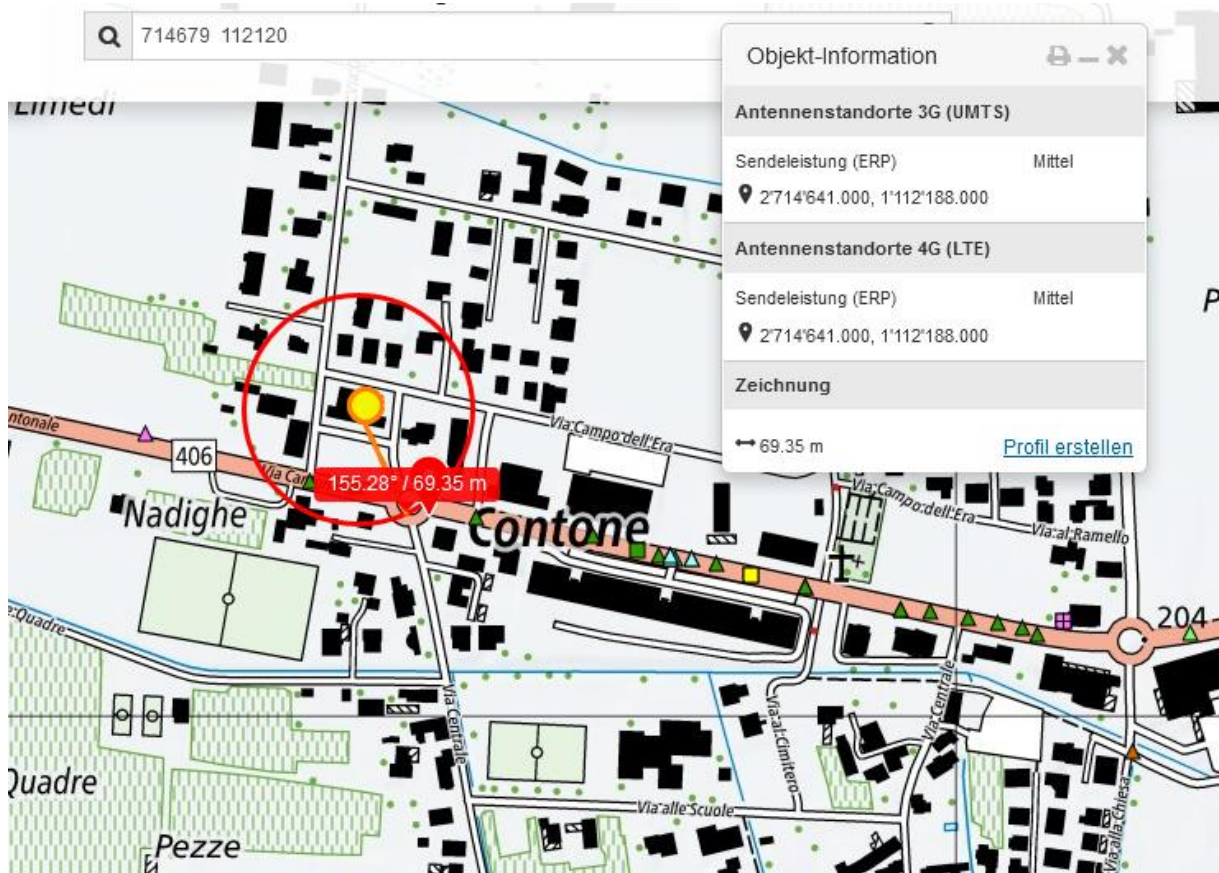 714679 112120
Objekt-Information
Antennenstandorte 3G (UMTS)
Sendeleistung (ERP) Mittel
2'714'641.000, 1'112'188.000
Antennenstandorte 4G (LTE)
Sendeleistung (ERP) Mittel
2'714'641.000, 1'112'188.000
Zeichnung
69.35 m Profil erstellen
Limedi
ntonale
406
Via Can
155.28° / 69.35 m
Via Campo dell'Era
Via Campo dell'Era
Via al Ramello
Nadighe
Contone
204
e Quadre
Via Centrale
Via Centrale
Via al Cimitero
Quadre
Via alle Scuole
Via alla Chiesa
Pezze
P